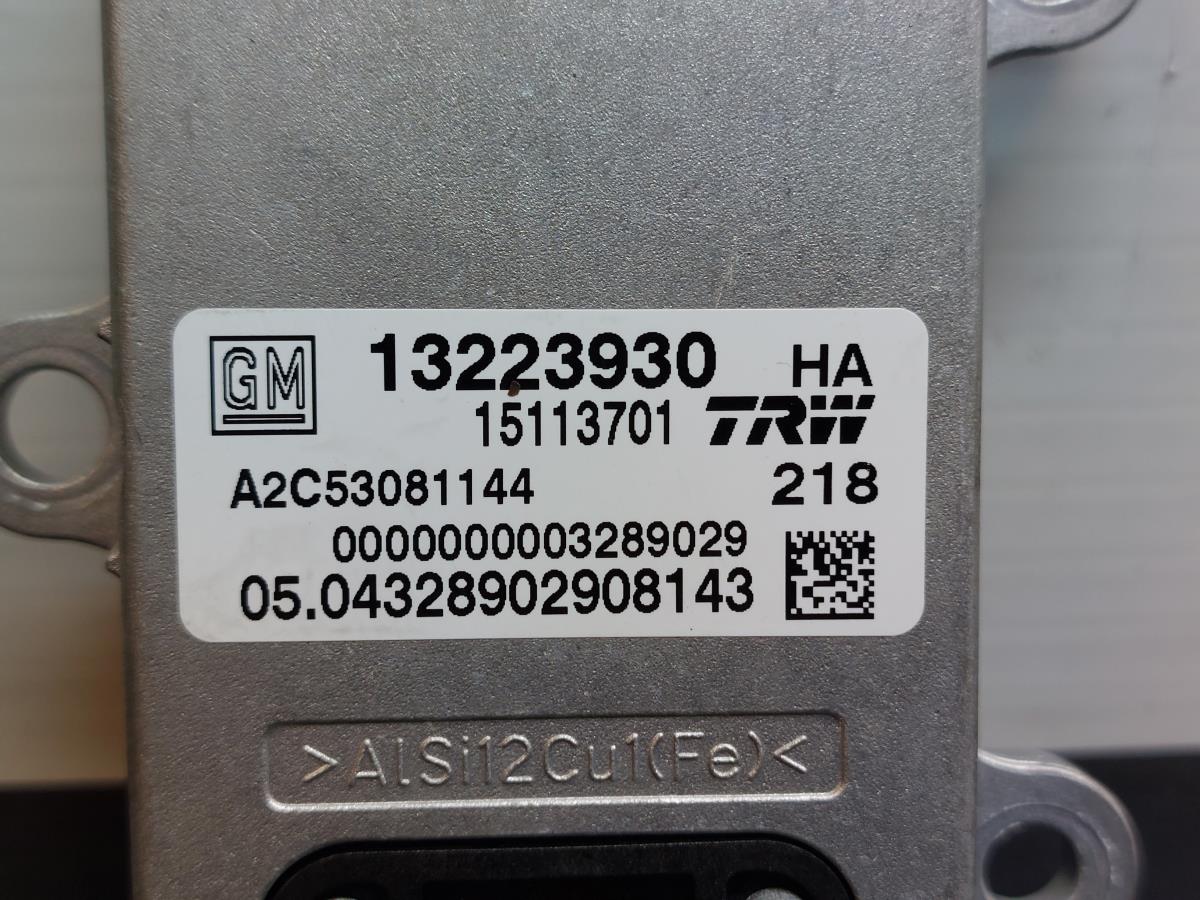 GM 13223930 HA
15113701 TRW
A2C53081144 218
0000000003289029
05.04328902908143
>AlSi12Cu1(Fe)<